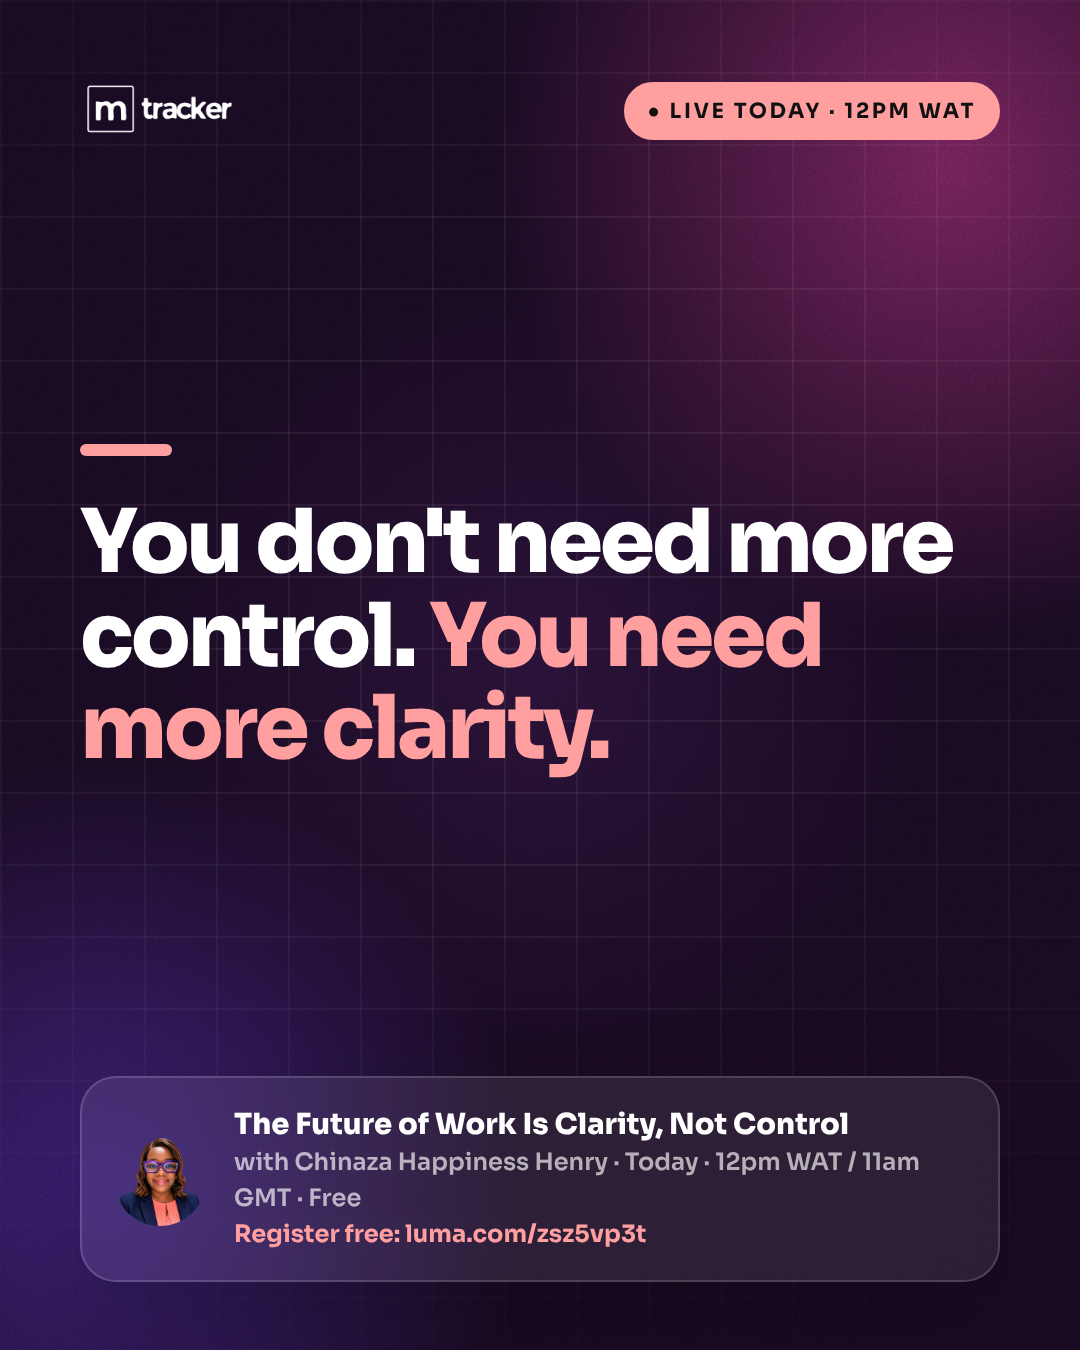 m tracker
• LIVE TODAY · 12PM WAT
You don't need more
control. You need
more clarity.
The Future of Work Is Clarity, Not Control
with Chinaza Happiness Henry · Today · 12pm WAT / 11am
GMT · Free
Register free: luma.com/zsz5vp3t